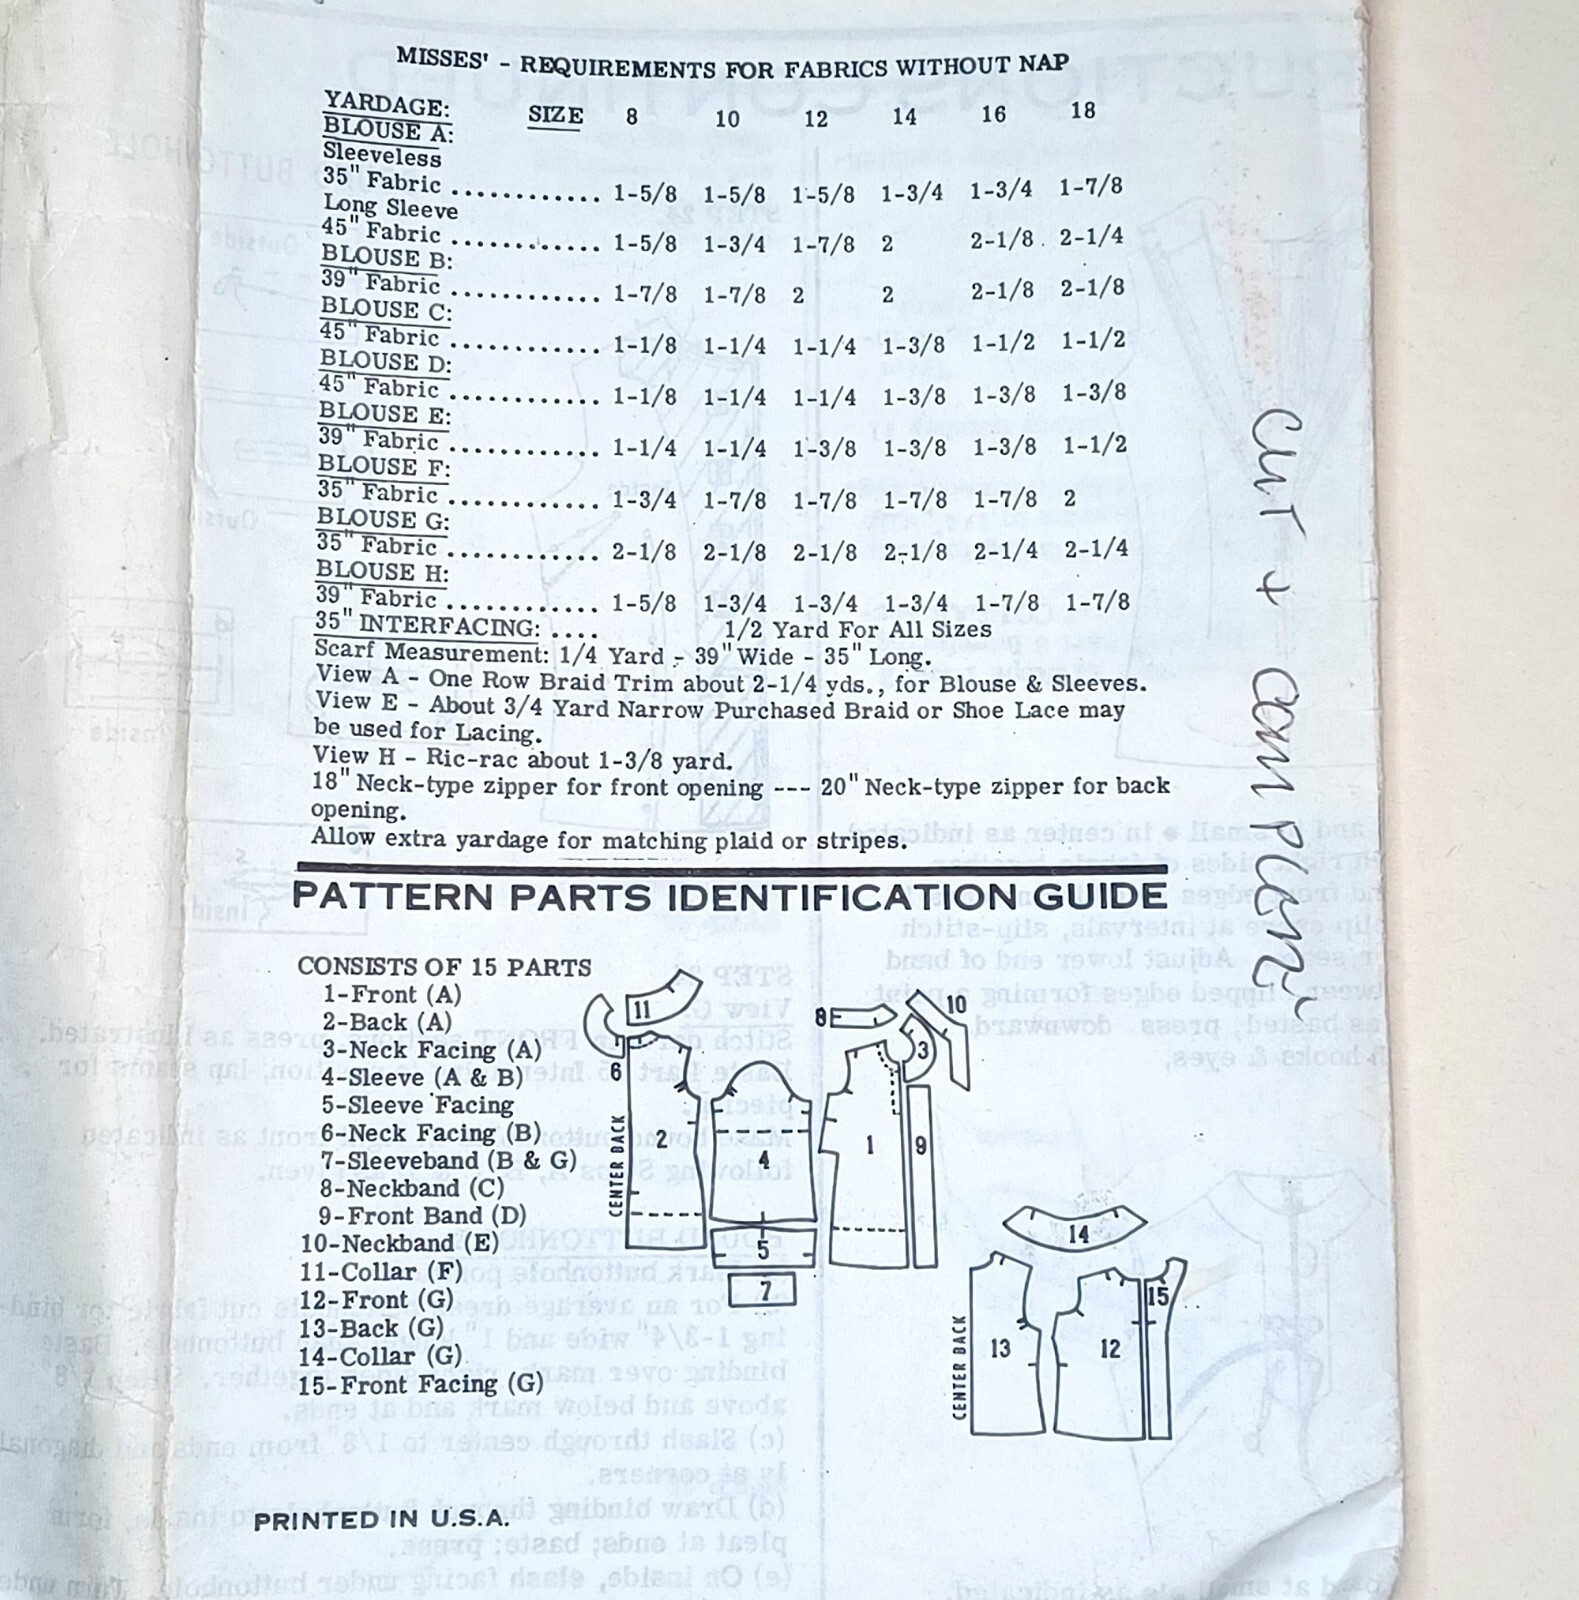 MISSES' - REQUIREMENTS FOR FABRICS WITHOUT NAP
YARDAGE: SIZE 8 10 12 14 16 18
BLOUSE A:
Sleeveless
35" Fabric ............ 1-5/8 1-5/8 1-5/8 1-3/4 1-3/4 1-7/8
Long Sleeve
45" Fabric ............ 1-5/8 1-3/4 1-7/8 2 2-1/8 2-1/4
BLOUSE B:
39" Fabric ............ 1-7/8 1-7/8 2 2 2-1/8 2-1/8
BLOUSE C:
45" Fabric ............ 1-1/8 1-1/4 1-1/4 1-3/8 1-1/2 1-1/2
BLOUSE D:
45" Fabric ............ 1-1/8 1-1/4 1-1/4 1-3/8 1-3/8 1-3/8
BLOUSE E:
39" Fabric ............ 1-1/4 1-1/4 1-3/8 1-3/8 1-3/8 1-1/2
BLOUSE F:
35" Fabric ............ 1-3/4 1-7/8 1-7/8 1-7/8 1-7/8 2
BLOUSE G:
35" Fabric ............ 2-1/8 2-1/8 2-1/8 2-1/8 2-1/4 2-1/4
BLOUSE H:
39" Fabric ............ 1-5/8 1-3/4 1-3/4 1-3/4 1-7/8 1-7/8
35" INTERFACING: .... 1/2 Yard For All Sizes
Scarf Measurement: 1/4 Yard - 39" Wide - 35" Long.
View A - One Row Braid Trim about 2-1/4 yds., for Blouse & Sleeves.
View E - About 3/4 Yard Narrow Purchased Braid or Shoe Lace may
be used for Lacing.
View H - Ric-rac about 1-3/8 yard.
18" Neck-type zipper for front opening --- 20" Neck-type zipper for back
opening.
Allow extra yardage for matching plaid or stripes.
PATTERN PARTS IDENTIFICATION GUIDE
CONSISTS OF 15 PARTS
1-Front (A)
2-Back (A)
3-Neck Facing (A)
4-Sleeve (A & B)
5-Sleeve Facing
6-Neck Facing (B)
7-Sleeveband (B & G)
8-Neckband (C)
9-Front Band (D)
10-Neckband (E)
11-Collar (F)
12-Front (G)
13-Back (G)
14-Collar (G)
15-Front Facing (G)
11
8
10
3
6
CENTER BACK
2
4
1
9
5
7
14
15
CENTER BACK
13
12
PRINTED IN U.S.A.
Cut +